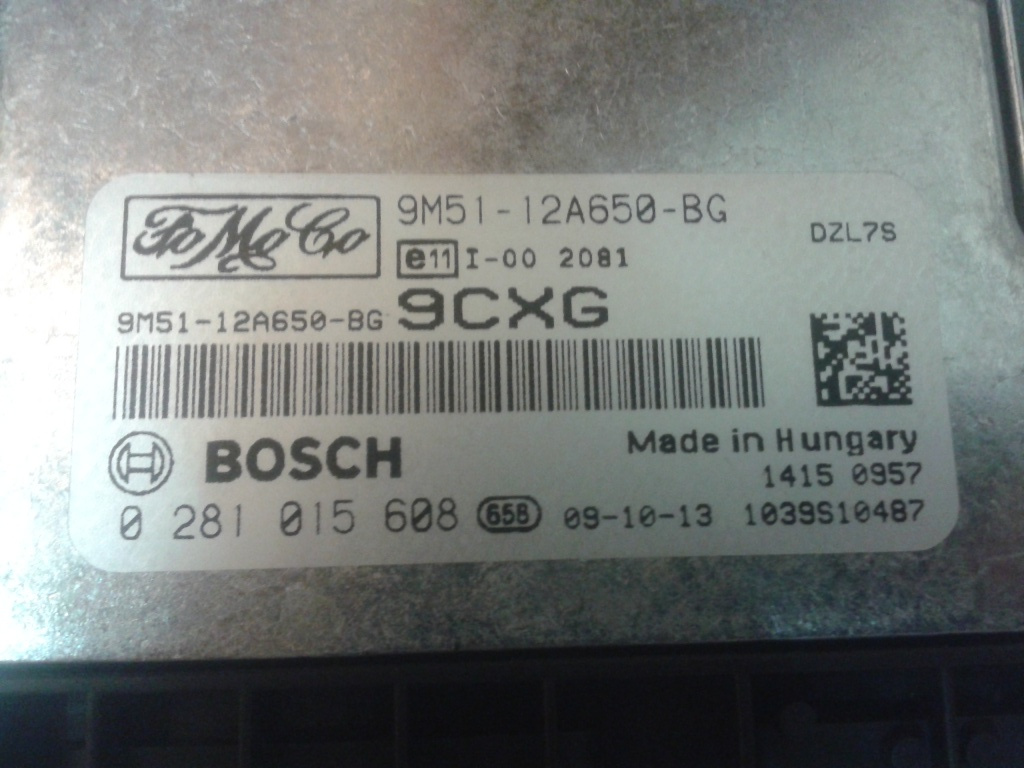 FoMoCo
9M51-12A650-BG
DZL7S
e11 I-00 2081
9M51-12A650-BG 9CXG
BOSCH
Made in Hungary
1415 0957
0 281 015 608 658 09-10-13 1039S10487